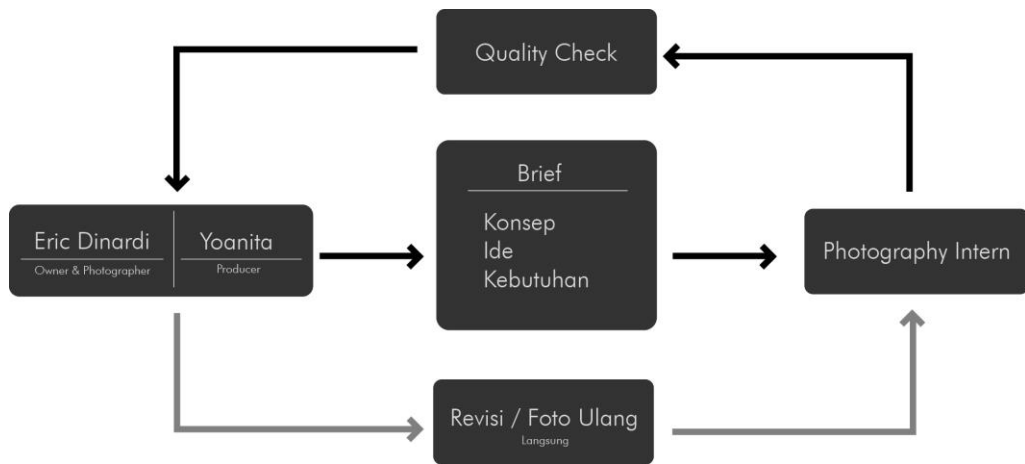 Quality Check
Brief
Konsep
Ide
Kebutuhan
Eric Dinardi
Owner & Photographer
Yoanita
Producer
Photography Intern
Revisi / Foto Ulang
Langsung